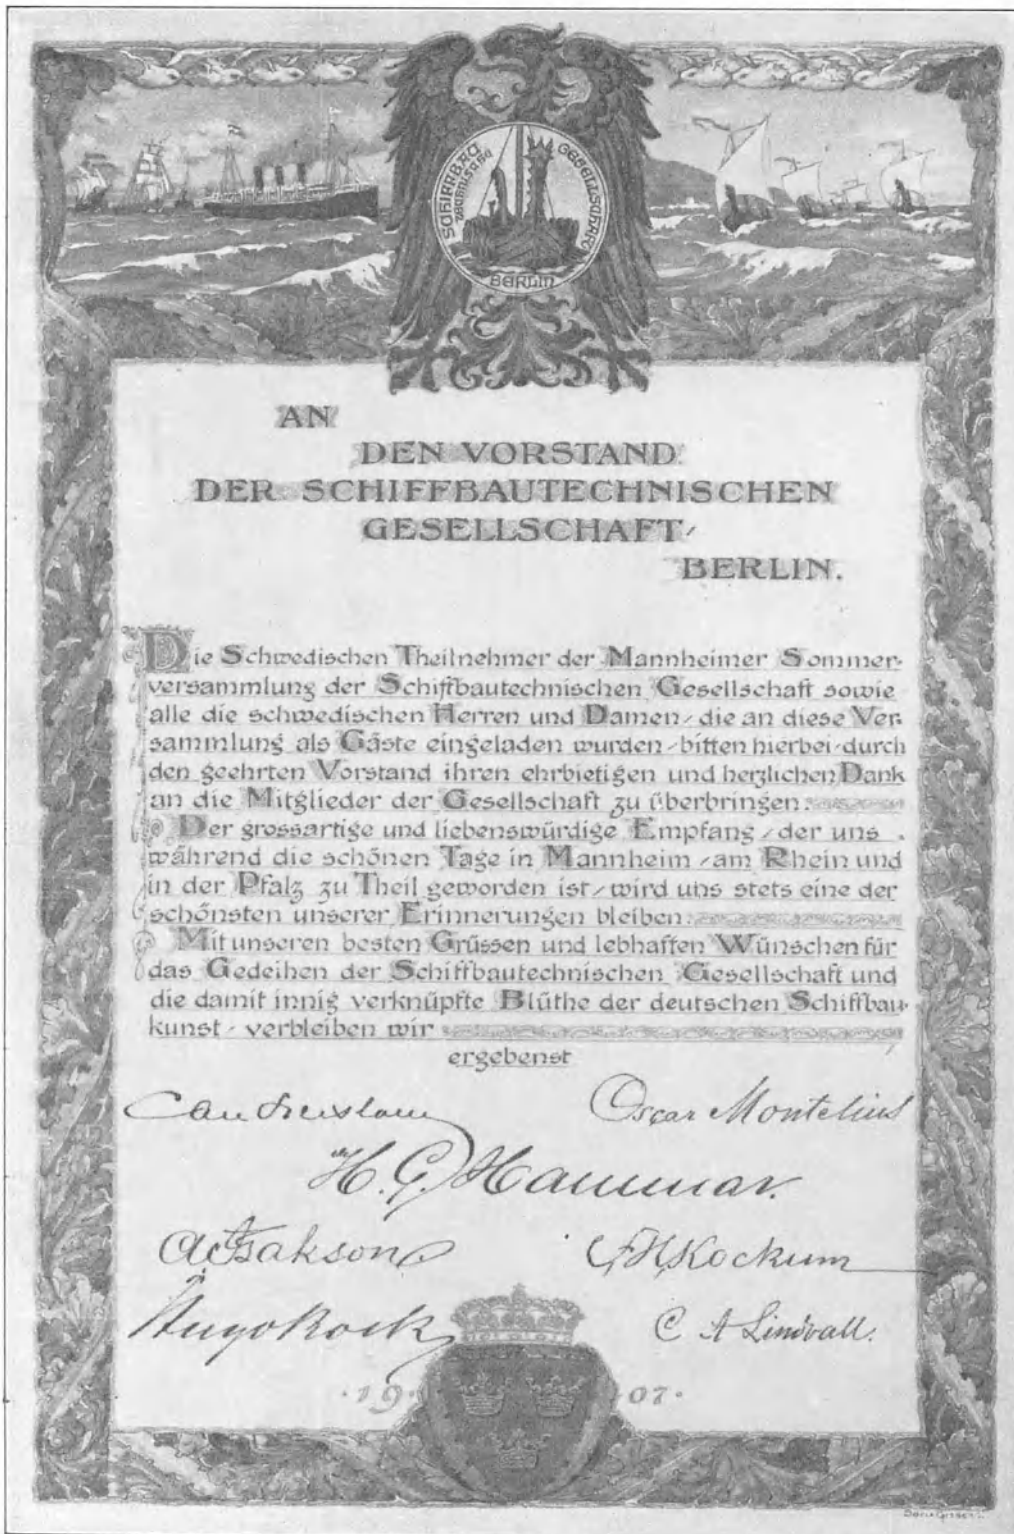 SCHIFFBAU TECHNISCHE GESELLSCHAFT
BERLIN
AN
DEN VORSTAND
DER SCHIFFBAUTECHNISCHEN
GESELLSCHAFT,
BERLIN.
Die Schwedischen Theilnehmer der Mannheimer Sommer-
versammlung der Schiffbautechnischen Gesellschaft sowie
alle die schwedischen Herren und Damen, die an diese Ver-
sammlung als Gäste eingeladen wurden, bitten hierbei, durch
den geehrten Vorstand ihren ehrbietigen und herzlichen Dank
an die Mitglieder der Gesellschaft zu überbringen.
Der grossartige und liebenswürdige Empfang, der uns
während die schönen Tage in Mannheim, am Rhein und
in der Pfalz zu Theil geworden ist, wird uns stets eine der
schönsten unserer Erinnerungen bleiben.
Mit unseren besten Grüssen und lebhaften Wünschen für
das Gedeihen der Schiffbautechnischen Gesellschaft und
die damit innig verknüpfte Blüthe der deutschen Schiffbau-
kunst, verbleiben wir
ergebenst
Oscar Montelius
H. G. Hammar.
A. Isakson F. H. Kockum
Hugo C A Lindvall.
· 19 07 ·